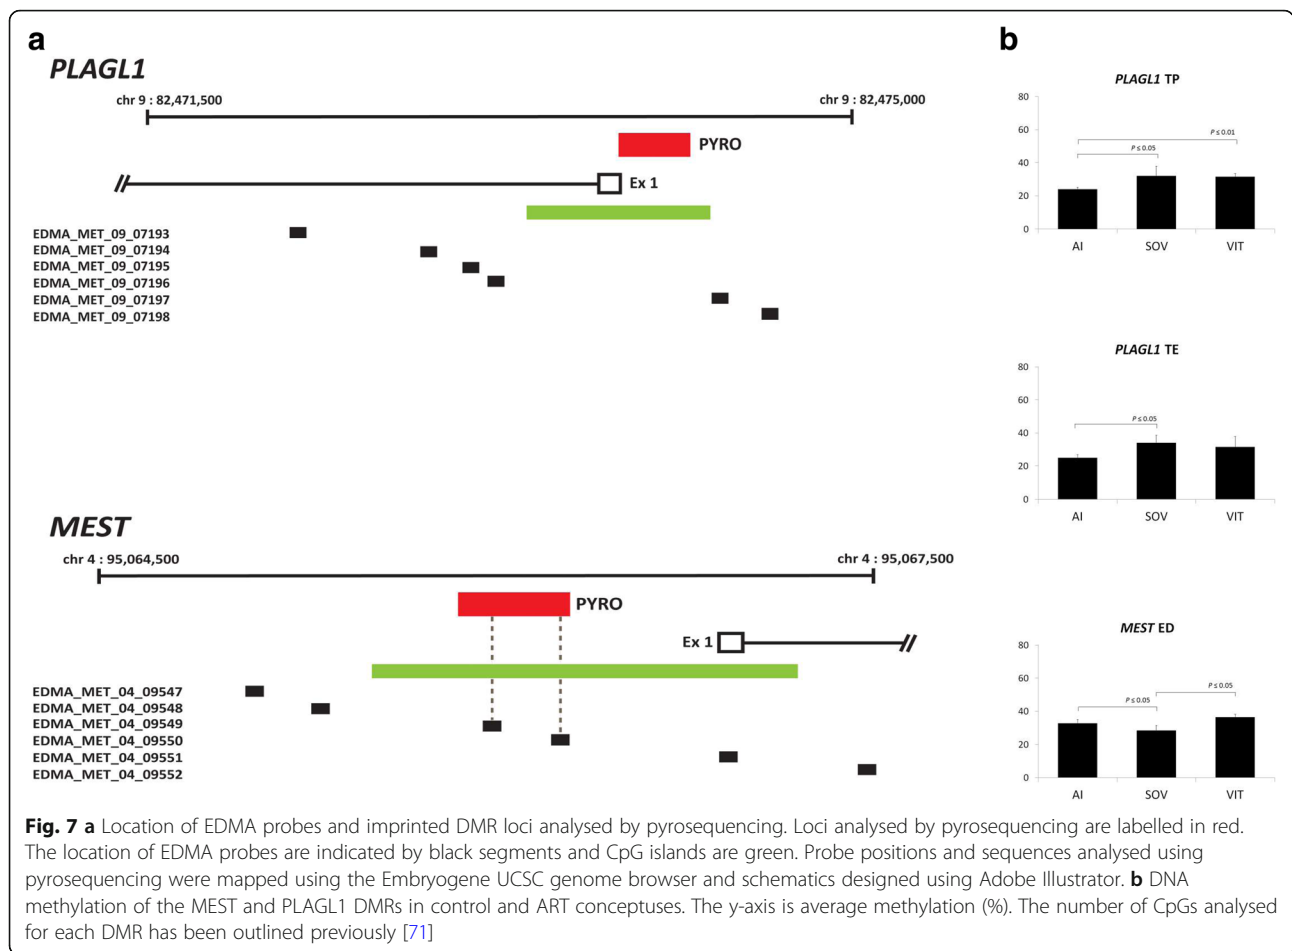 a
PLAGL1
chr 9 : 82,471,500
chr 9 : 82,475,000
PYRO
Ex 1
EDMA_MET_09_07193
EDMA_MET_09_07194
EDMA_MET_09_07195
EDMA_MET_09_07196
EDMA_MET_09_07197
EDMA_MET_09_07198
MEST
chr 4 : 95,064,500
chr 4 : 95,067,500
PYRO
Ex 1
EDMA_MET_04_09547
EDMA_MET_04_09548
EDMA_MET_04_09549
EDMA_MET_04_09550
EDMA_MET_04_09551
EDMA_MET_04_09552
b
PLAGL1 TP
80
60
40
20
0
P ≤ 0.05
P ≤ 0.01
AI SOV VIT
PLAGL1 TE
80
60
40
20
0
P ≤ 0.05
AI SOV VIT
MEST ED
80
60
40
20
0
P ≤ 0.05
P ≤ 0.05
AI SOV VIT
Fig. 7 a Location of EDMA probes and imprinted DMR loci analysed by pyrosequencing. Loci analysed by pyrosequencing are labelled in red.
The location of EDMA probes are indicated by black segments and CpG islands are green. Probe positions and sequences analysed using
pyrosequencing were mapped using the Embryogene UCSC genome browser and schematics designed using Adobe Illustrator. b DNA
methylation of the MEST and PLAGL1 DMRs in control and ART conceptuses. The y-axis is average methylation (%). The number of CpGs analysed
for each DMR has been outlined previously [71]